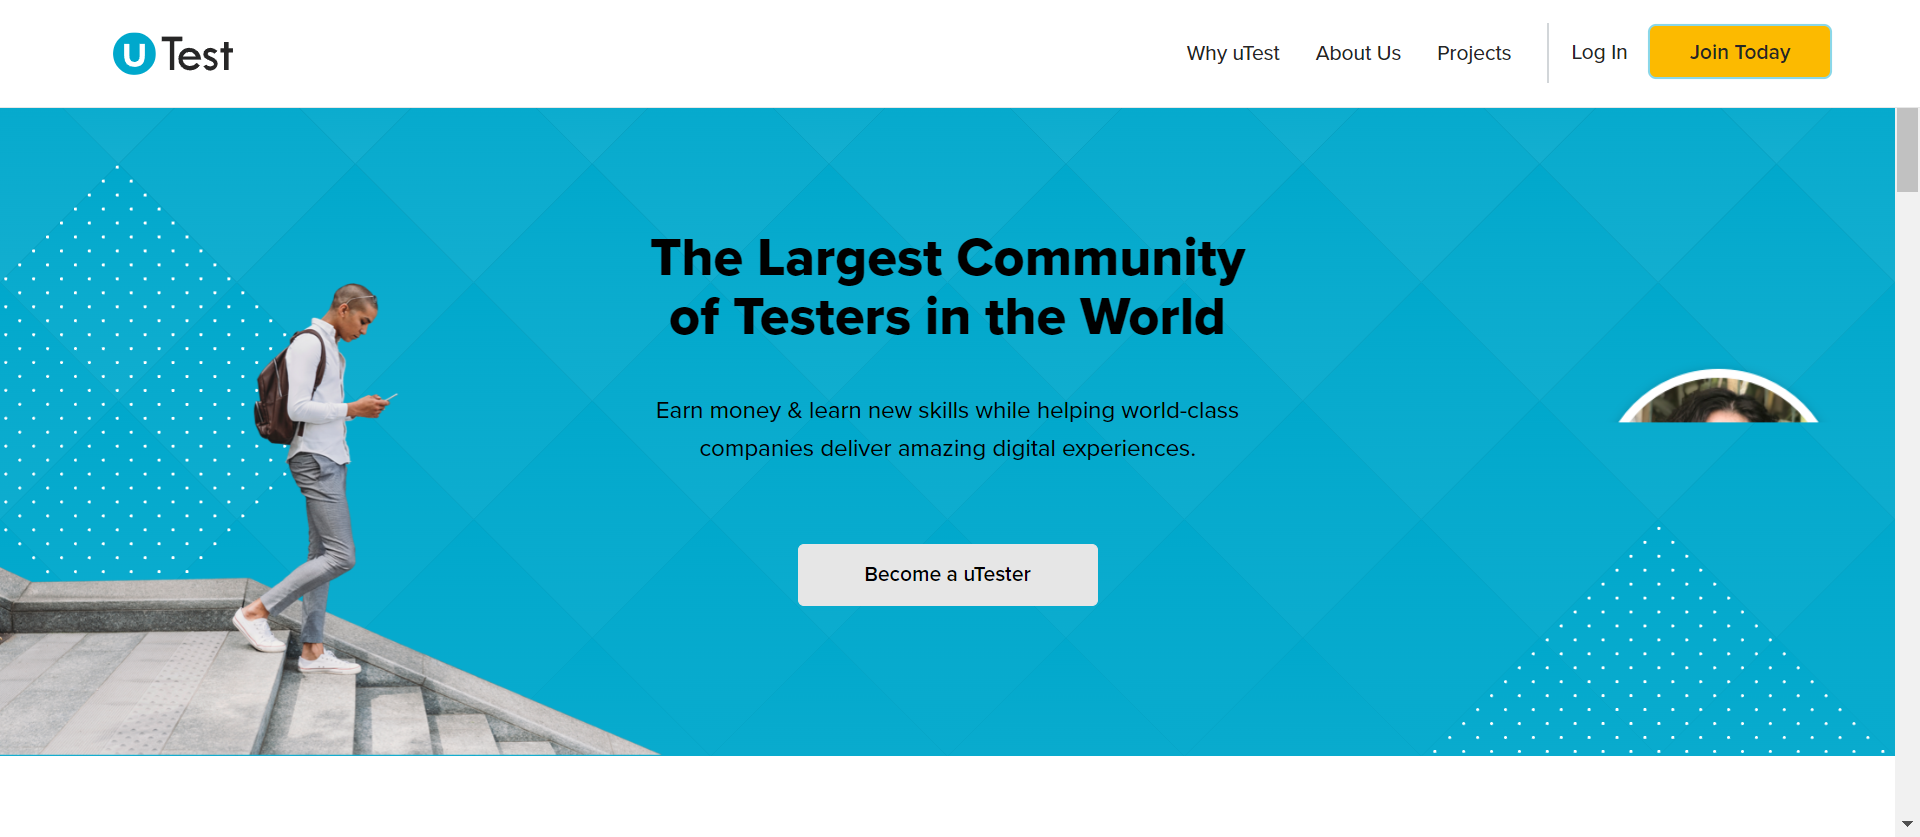 u Test
Why uTest
About Us
Projects
Log In
Join Today
The Largest Community
of Testers in the World
Earn money & learn new skills while helping world-class
companies deliver amazing digital experiences.
Become a uTester